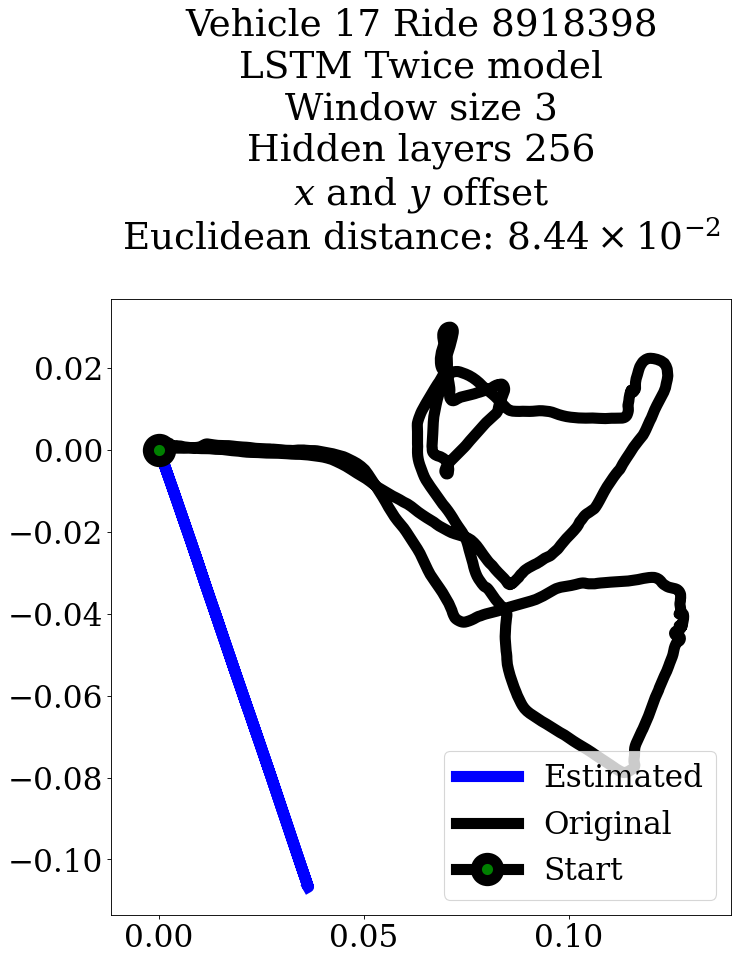 Vehicle 17 Ride 8918398
LSTM Twice model
Window size 3
Hidden layers 256
x and y offset
Euclidean distance: 8.44 × 10⁻²
0.02
0.00
−0.02
−0.04
−0.06
−0.08
−0.10
Estimated
Original
Start
0.00 0.05 0.10